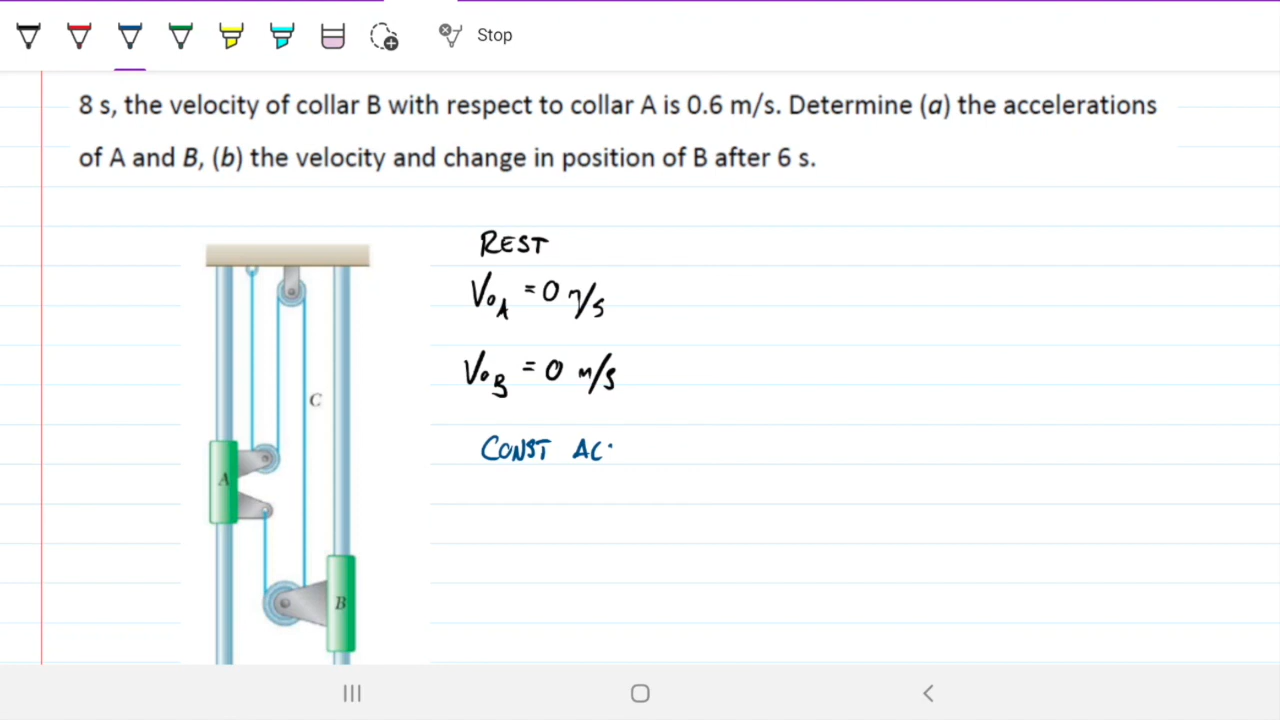 Stop
8 s, the velocity of collar B with respect to collar A is 0.6 m/s. Determine (a) the accelerations
of A and B, (b) the velocity and change in position of B after 6 s.
REST
V₀A = 0 m/s
V₀B = 0 m/s
CONST AC
C
A
B